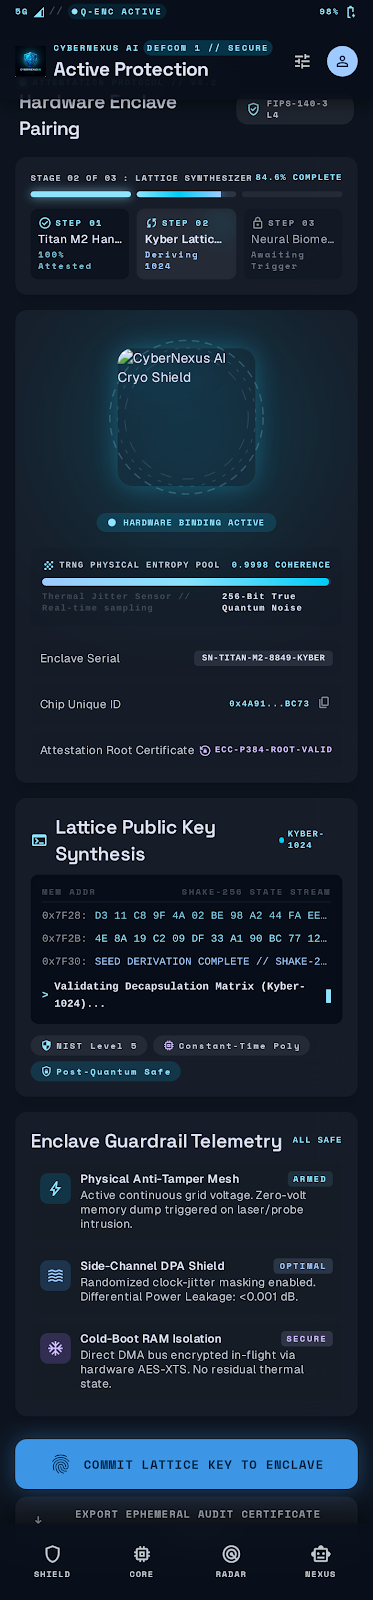 5G // Q-ENC ACTIVE 98%
CYBERNEXUS AI DEFCON 1 // SECURE
Active Protection
Hardware Enclave
Pairing
FIPS-140-3
L4
STAGE 02 OF 03 : LATTICE SYNTHESIZER 84.6% COMPLETE
STEP 01
Titan M2 Han…
100%
Attested
STEP 02
Kyber Lattic…
Deriving
1024
STEP 03
Neural Biome…
Awaiting
Trigger
CyberNexus AI
Cryo Shield
HARDWARE BINDING ACTIVE
TRNG PHYSICAL ENTROPY POOL 0.9998 COHERENCE
Thermal Jitter Sensor //
Real-time sampling
256-Bit True
Quantum Noise
Enclave Serial SN-TITAN-M2-8849-KYBER
Chip Unique ID 0x4A91...BC73
Attestation Root Certificate ECC-P384-ROOT-VALID
Lattice Public Key
Synthesis
KYBER-
1024
MEM ADDR SHAKE-256 STATE STREAM
0x7F28: D3 11 C8 9F 4A 02 BE 98 A2 44 FA EE…
0x7F2B: 4E 8A 19 C2 09 DF 33 A1 90 BC 77 12…
0x7F30: SEED DERIVATION COMPLETE // SHAKE-2…
> Validating Decapsulation Matrix (Kyber-
1024)...
NIST Level 5 Constant-Time Poly
Post-Quantum Safe
Enclave Guardrail Telemetry ALL SAFE
Physical Anti-Tamper Mesh ARMED
Active continuous grid voltage. Zero-volt
memory dump triggered on laser/probe
intrusion.
Side-Channel DPA Shield OPTIMAL
Randomized clock-jitter masking enabled.
Differential Power Leakage: <0.001 dB.
Cold-Boot RAM Isolation SECURE
Direct DMA bus encrypted in-flight via
hardware AES-XTS. No residual thermal
state.
COMMIT LATTICE KEY TO ENCLAVE
EXPORT EPHEMERAL AUDIT CERTIFICATE
SHIELD CORE RADAR NEXUS